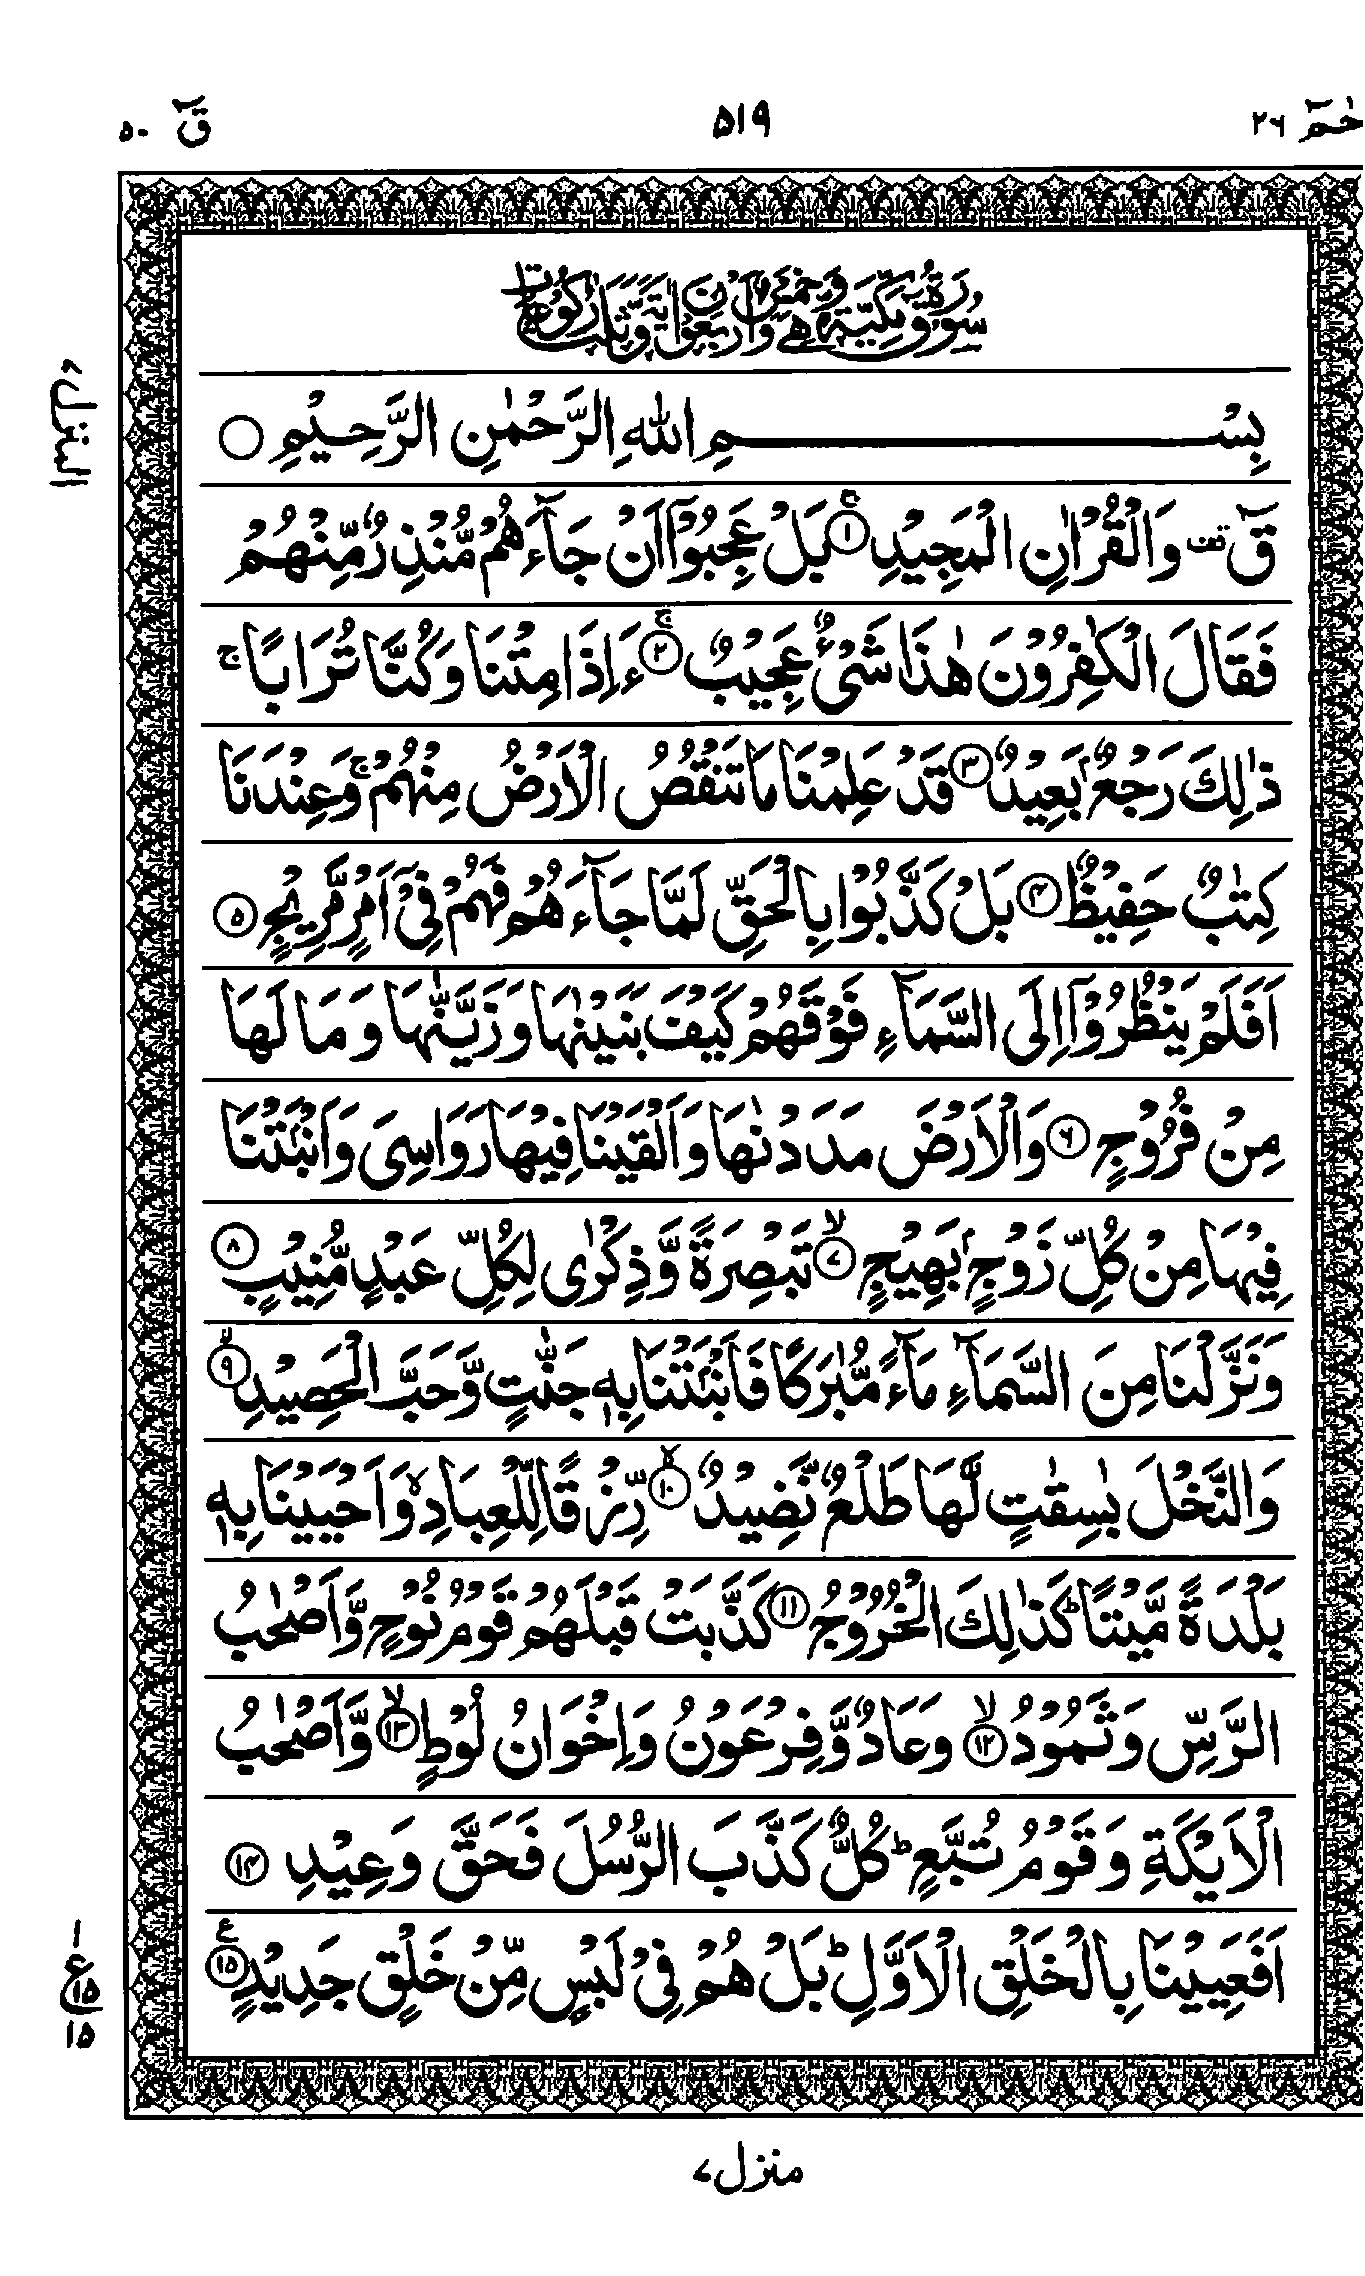 حٰمٓ ٢٦
٥١٩
قٓ ٥٠
سُوْرَةُ قٓ مَكِّيَّةٌ وَّهِيَ خَمْسٌ وَّاَرْبَعُوْنَ اٰيَةً وَّثَلٰثُ رُكُوْعَاتٍ
المنزل ٧
بِسْمِ اللّٰهِ الرَّحْمٰنِ الرَّحِيْمِ ○
قٓ ۟ وَالْقُرْاٰنِ الْمَجِيْدِ ۚ﴿١﴾ بَلْ عَجِبُوْۤا اَنْ جَآءَهُمْ مُّنْذِرٌ مِّنْهُمْ
فَقَالَ الْكٰفِرُوْنَ هٰذَا شَيْءٌ عَجِيْبٌ ۚ﴿٢﴾ ءَاِذَا مِتْنَا وَكُنَّا تُرَابًا ۚ
ذٰلِكَ رَجْعٌۢ بَعِيْدٌ ﴿٣﴾ قَدْ عَلِمْنَا مَا تَنْقُصُ الْاَرْضُ مِنْهُمْ ۚ وَعِنْدَنَا
كِتٰبٌ حَفِيْظٌ ﴿٤﴾ بَلْ كَذَّبُوْا بِالْحَقِّ لَمَّا جَآءَهُمْ فَهُمْ فِيْۤ اَمْرٍ مَّرِيْجٍ ﴿٥﴾
اَفَلَمْ يَنْظُرُوْۤا اِلَى السَّمَآءِ فَوْقَهُمْ كَيْفَ بَنَيْنٰهَا وَزَيَّنّٰهَا وَمَا لَهَا
مِنْ فُرُوْجٍ ﴿٦﴾ وَالْاَرْضَ مَدَدْنٰهَا وَاَلْقَيْنَا فِيْهَا رَوَاسِيَ وَاَنْۢبَتْنَا
فِيْهَا مِنْ كُلِّ زَوْجٍۢ بَهِيْجٍ ۙ﴿٧﴾ تَبْصِرَةً وَّذِكْرٰى لِكُلِّ عَبْدٍ مُّنِيْبٍ ﴿٨﴾
وَنَزَّلْنَا مِنَ السَّمَآءِ مَآءً مُّبٰرَكًا فَاَنْۢبَتْنَا بِهٖ جَنّٰتٍ وَّحَبَّ الْحَصِيْدِ ۙ﴿٩﴾
وَالنَّخْلَ بٰسِقٰتٍ لَّهَا طَلْعٌ نَّضِيْدٌ ۙ﴿١٠﴾ رِّزْقًا لِّلْعِبَادِ ۙ وَاَحْيَيْنَا بِهٖ
بَلْدَةً مَّيْتًا ؕ كَذٰلِكَ الْخُرُوْجُ ﴿١١﴾ كَذَّبَتْ قَبْلَهُمْ قَوْمُ نُوْحٍ وَّاَصْحٰبُ
الرَّسِّ وَثَمُوْدُ ۙ﴿١٢﴾ وَعَادٌ وَّفِرْعَوْنُ وَاِخْوَانُ لُوْطٍ ۙ﴿١٣﴾ وَّاَصْحٰبُ
الْاَيْكَةِ وَقَوْمُ تُبَّعٍ ؕ كُلٌّ كَذَّبَ الرُّسُلَ فَحَقَّ وَعِيْدِ ﴿١٤﴾
اَفَعَيِيْنَا بِالْخَلْقِ الْاَوَّلِ ؕ بَلْ هُمْ فِيْ لَبْسٍ مِّنْ خَلْقٍ جَدِيْدٍ ﴿١٥﴾ ع
١
ع ١٥
١٥
منزل ٧